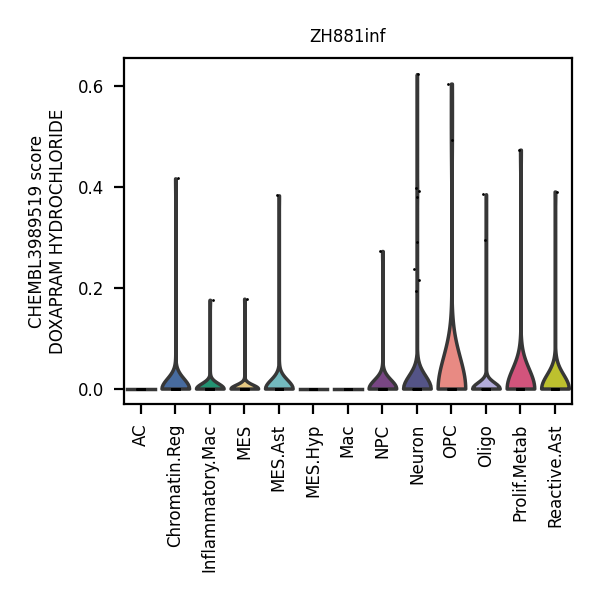 ZH881inf
CHEMBL3989519 score
DOXAPRAM HYDROCHLORIDE
0.6
0.4
0.2
0.0
AC
Chromatin.Reg
Inflammatory.Mac
MES
MES.Ast
MES.Hyp
Mac
NPC
Neuron
OPC
Oligo
Prolif.Metab
Reactive.Ast